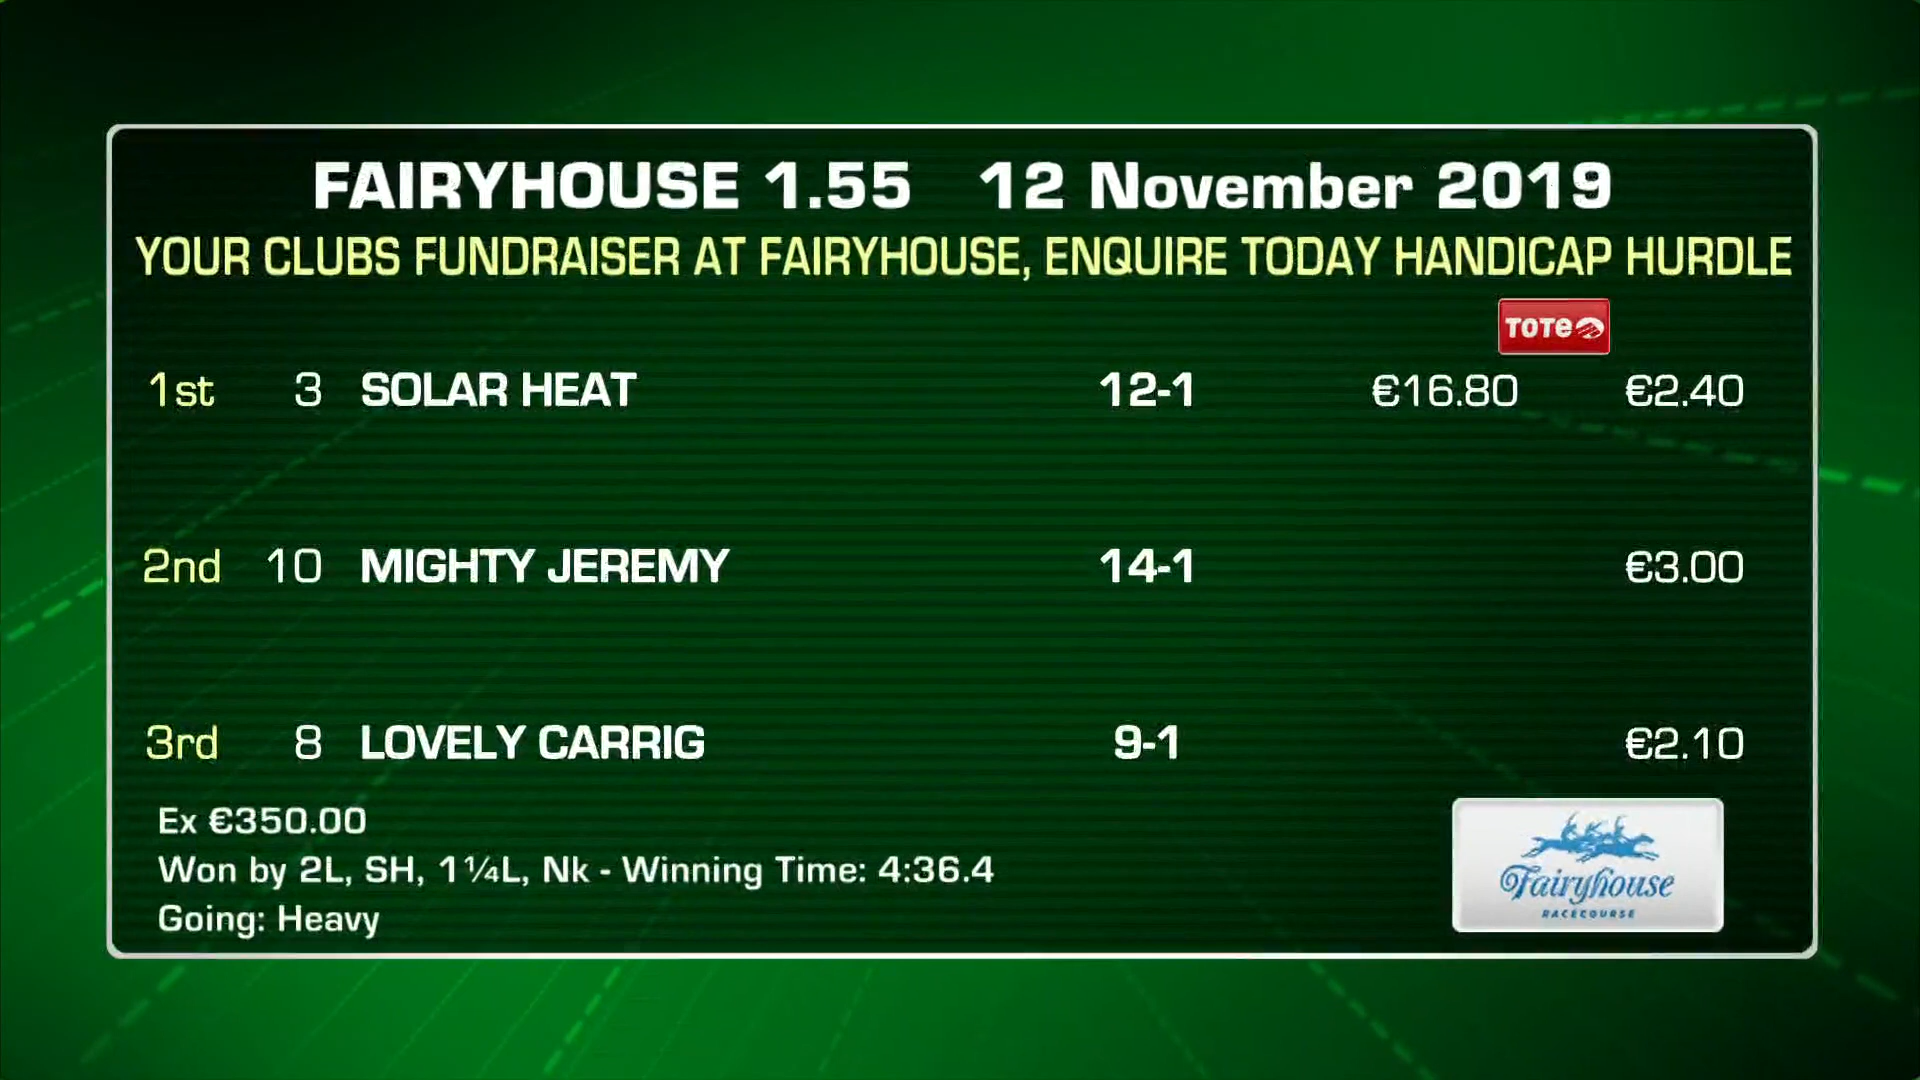 FAIRYHOUSE 1.55 12 November 2019
YOUR CLUBS FUNDRAISER AT FAIRYHOUSE, ENQUIRE TODAY HANDICAP HURDLE
TOTE
1st 3 SOLAR HEAT 12-1 €16.80 €2.40
2nd 10 MIGHTY JEREMY 14-1 €3.00
3rd 8 LOVELY CARRIG 9-1 €2.10
Ex €350.00
Won by 2L, SH, 1¼L, Nk - Winning Time: 4:36.4
Going: Heavy
Fairyhouse
RACECOURSE